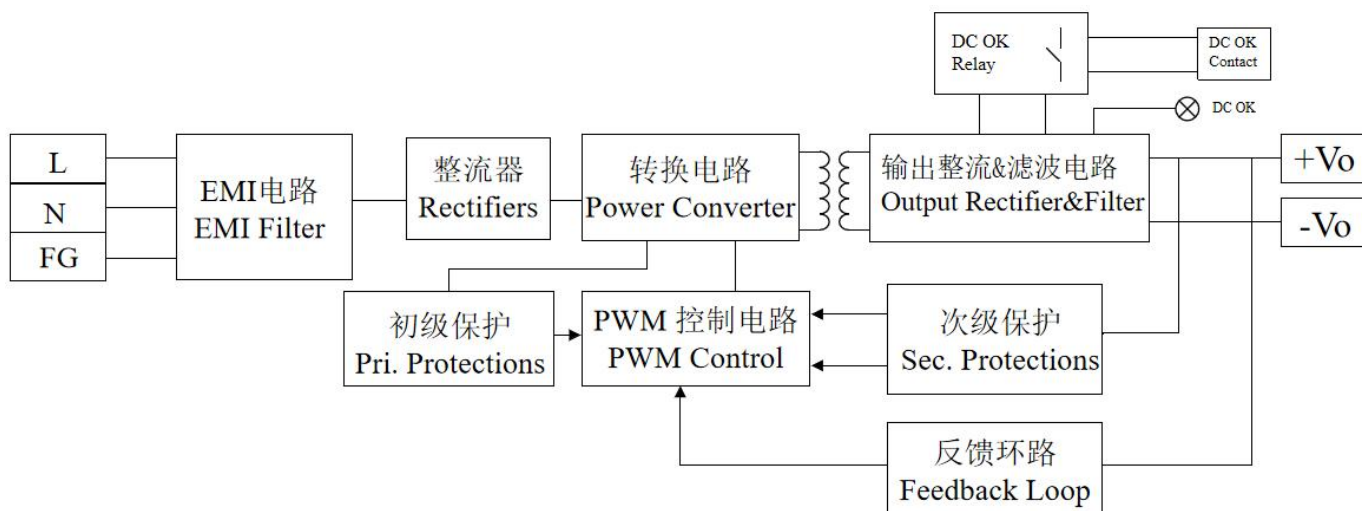 DC OK
Relay
DC OK
Contact
DC OK
L
N
FG
EMI电路
EMI Filter
整流器
Rectifiers
转换电路
Power Converter
输出整流&滤波电路
Output Rectifier&Filter
+Vo
-Vo
初级保护
Pri. Protections
PWM 控制电路
PWM Control
次级保护
Sec. Protections
反馈环路
Feedback Loop